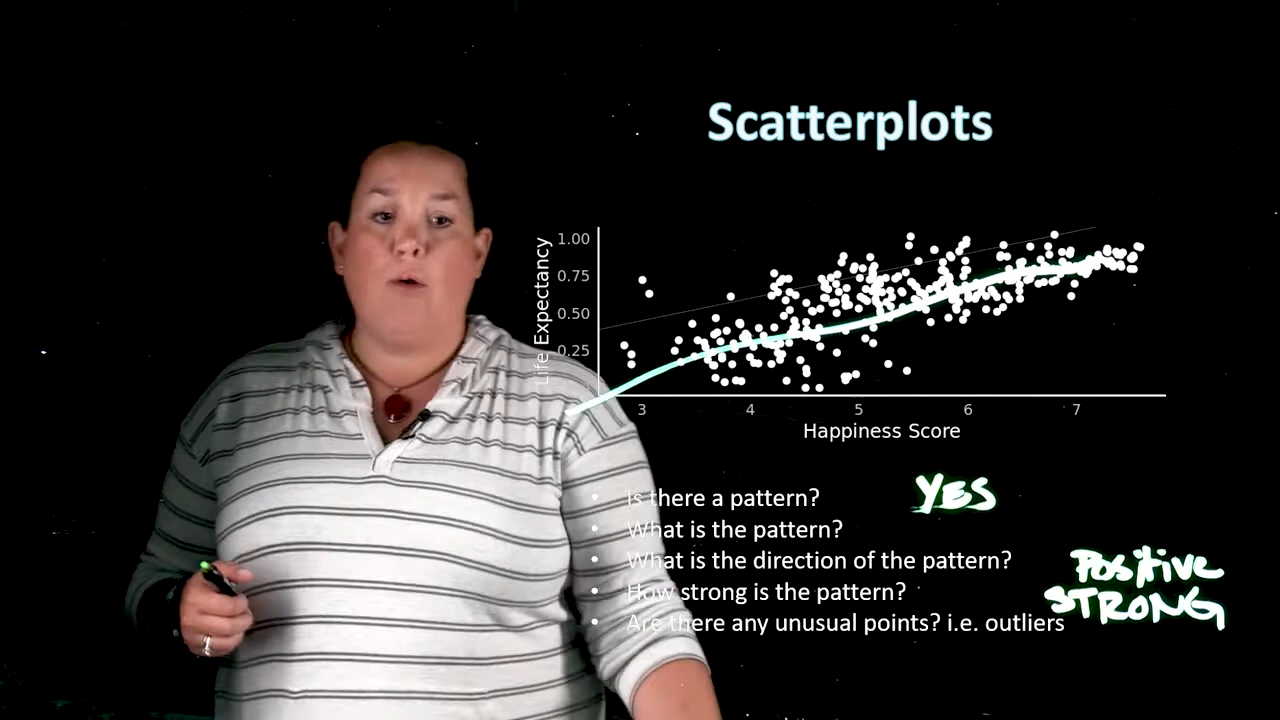 Scatterplots
Life Expectancy
1.00
0.75
0.50
0.25
3 4 5 6 7
Happiness Score
• Is there a pattern? YES
• What is the pattern?
• What is the direction of the pattern? POSITIVE
• How strong is the pattern? STRONG
• Are there any unusual points? i.e. outliers